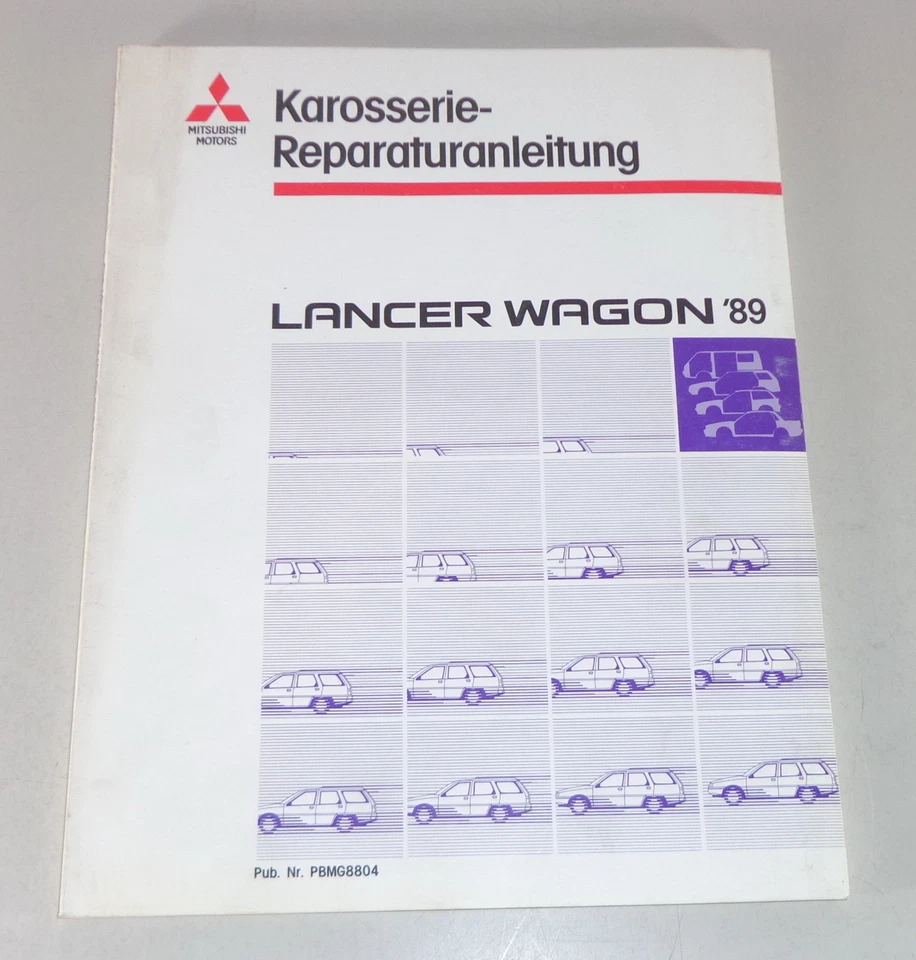 MITSUBISHI
MOTORS
Karosserie-
Reparaturanleitung
LANCER WAGON '89
Pub. Nr. PBMG8804